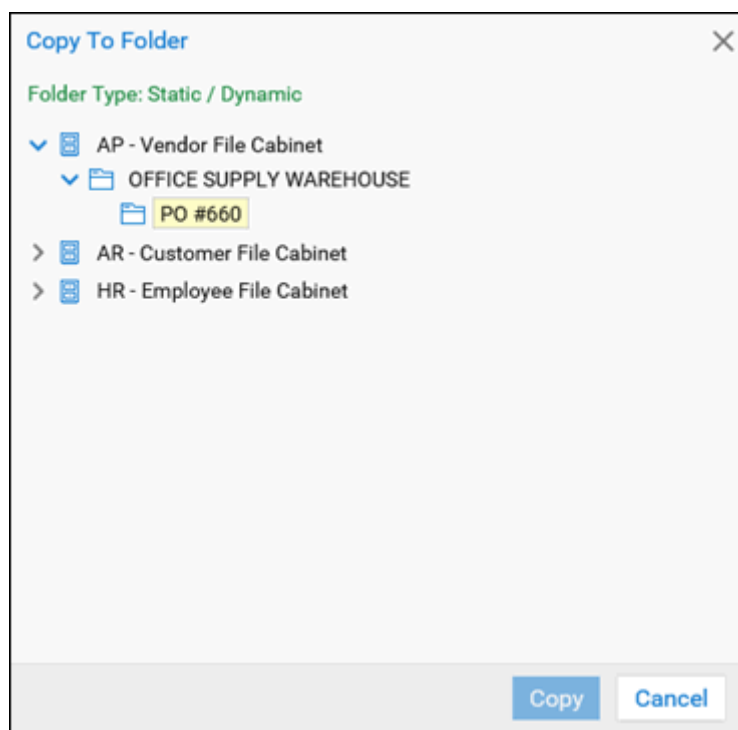 Copy To Folder
Folder Type: Static / Dynamic
AP - Vendor File Cabinet
OFFICE SUPPLY WAREHOUSE
PO #660
AR - Customer File Cabinet
HR - Employee File Cabinet
Copy Cancel